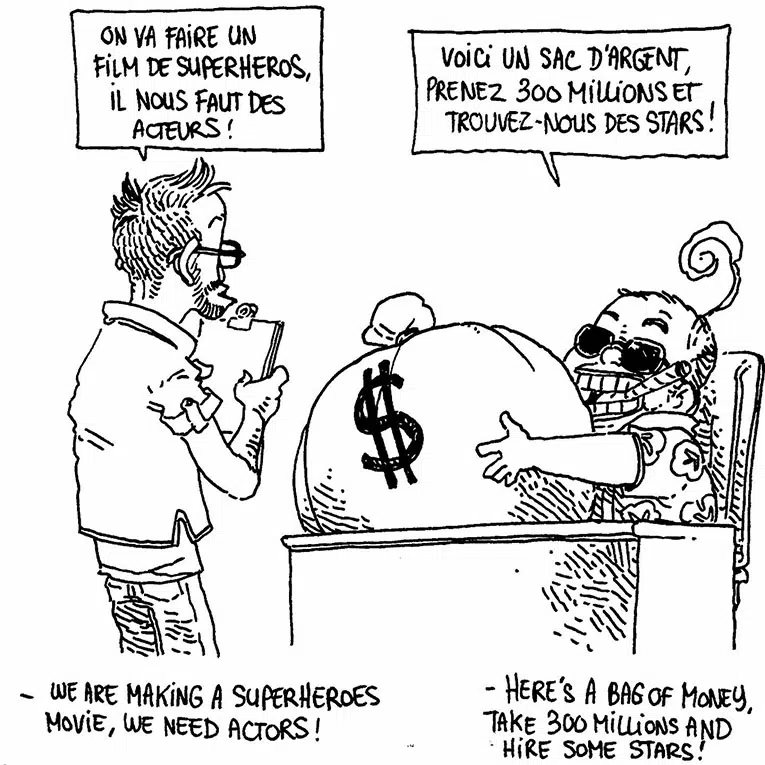 ON VA FAIRE UN
FILM DE SUPERHEROS,
IL NOUS FAUT DES
ACTEURS !
VOICI UN SAC D'ARGENT,
PRENEZ 300 MILLIONS ET
TROUVEZ-NOUS DES STARS !
$
- WE ARE MAKING A SUPERHEROES
MOVIE, WE NEED ACTORS !
- HERE'S A BAG OF MONEY,
TAKE 300 MILLIONS AND
HIRE SOME STARS !